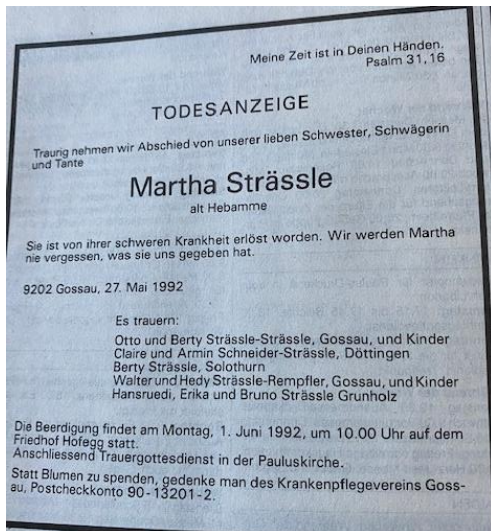 Meine Zeit ist in Deinen Händen.
Psalm 31,16
TODESANZEIGE
Traurig nehmen wir Abschied von unserer lieben Schwester, Schwägerin
und Tante
Martha Strässle
alt Hebamme
Sie ist von ihrer schweren Krankheit erlöst worden. Wir werden Martha
nie vergessen, was sie uns gegeben hat.
9202 Gossau, 27. Mai 1992
Es trauern:
Otto und Berty Strässle-Strässle, Gossau, und Kinder
Claire und Armin Schneider-Strässle, Döttingen
Berty Strässle, Solothurn
Walter und Hedy Strässle-Rempfler, Gossau, und Kinder
Hansruedi, Erika und Bruno Strässle Grunholz
Die Beerdigung findet am Montag, 1. Juni 1992, um 10.00 Uhr auf dem
Friedhof Hofegg statt.
Anschliessend Trauergottesdienst in der Pauluskirche.
Statt Blumen zu spenden, gedenke man des Krankenpflegevereins Goss-
au, Postcheckkonto 90-13201-2.